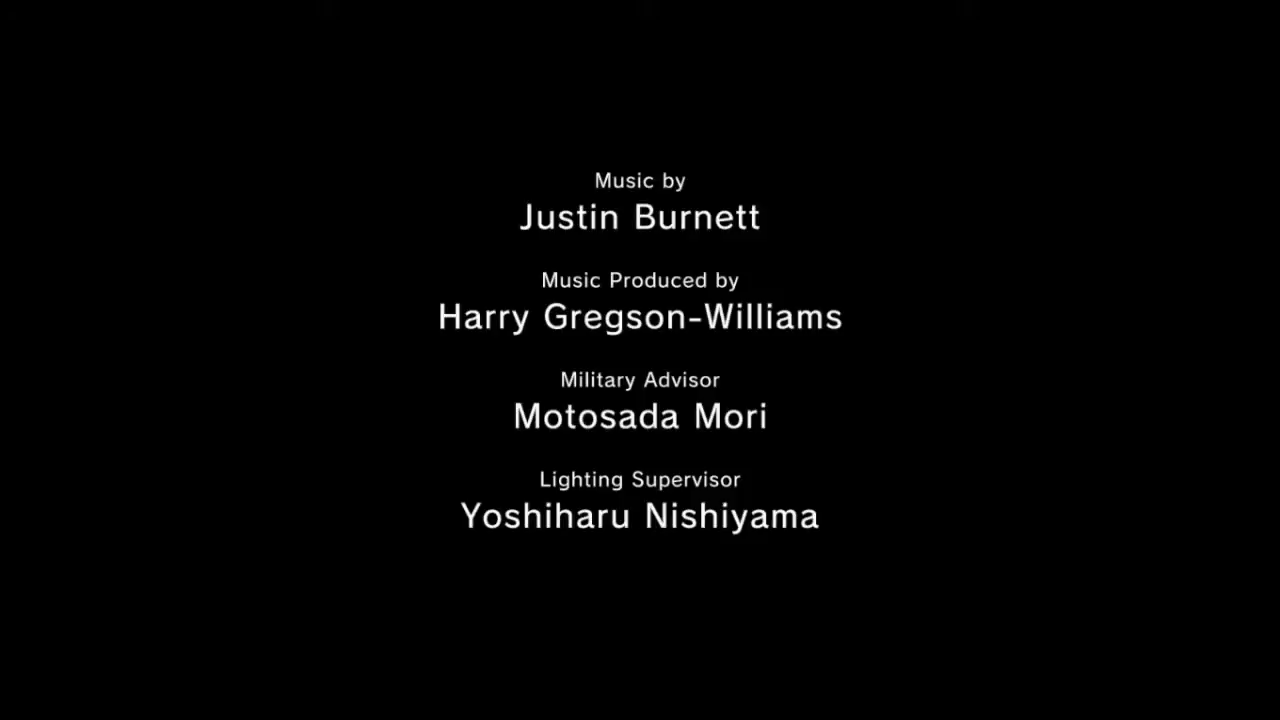 Music by
Justin Burnett
Music Produced by
Harry Gregson-Williams
Military Advisor
Motosada Mori
Lighting Supervisor
Yoshiharu Nishiyama